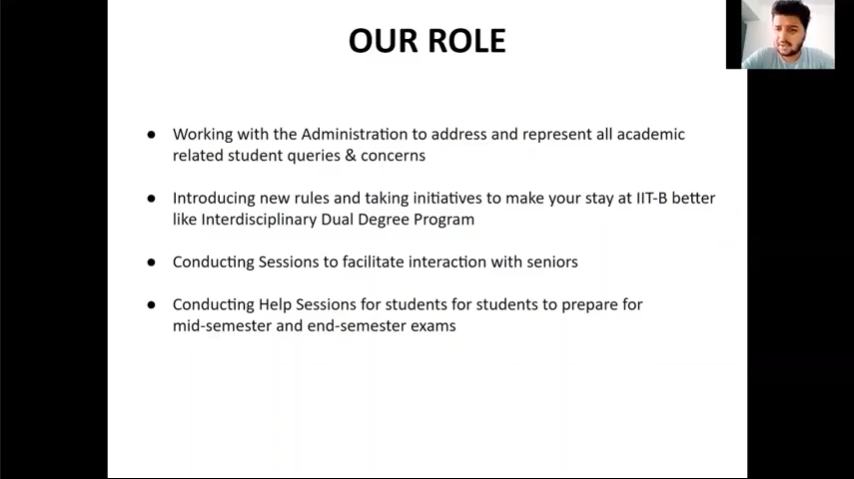 OUR ROLE
● Working with the Administration to address and represent all academic
related student queries & concerns
● Introducing new rules and taking initiatives to make your stay at IIT-B better
like Interdisciplinary Dual Degree Program
● Conducting Sessions to facilitate interaction with seniors
● Conducting Help Sessions for students for students to prepare for
mid-semester and end-semester exams